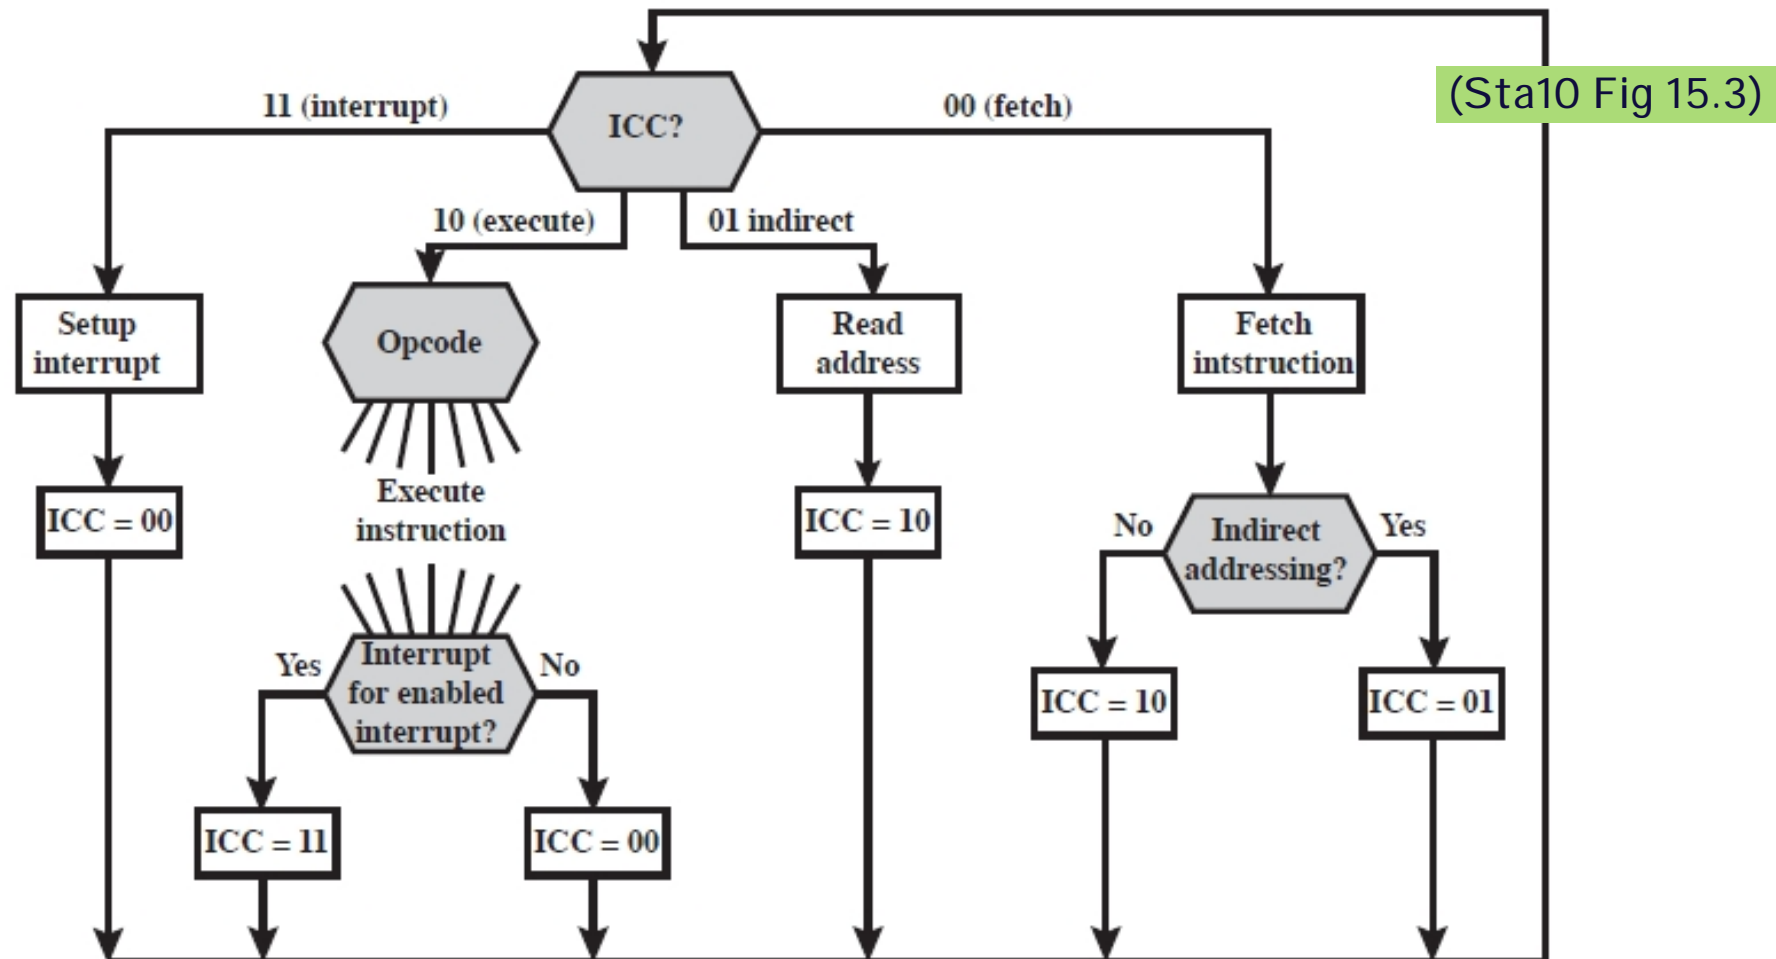 (Sta10 Fig 15.3)
11 (interrupt)
ICC?
00 (fetch)
10 (execute)
01 indirect
Setup
interrupt
Opcode
Read
address
Fetch
intstruction
ICC = 00
Execute
instruction
ICC = 10
No
Indirect
addressing?
Yes
Yes
Interrupt
for enabled
interrupt?
No
ICC = 10
ICC = 01
ICC = 11
ICC = 00